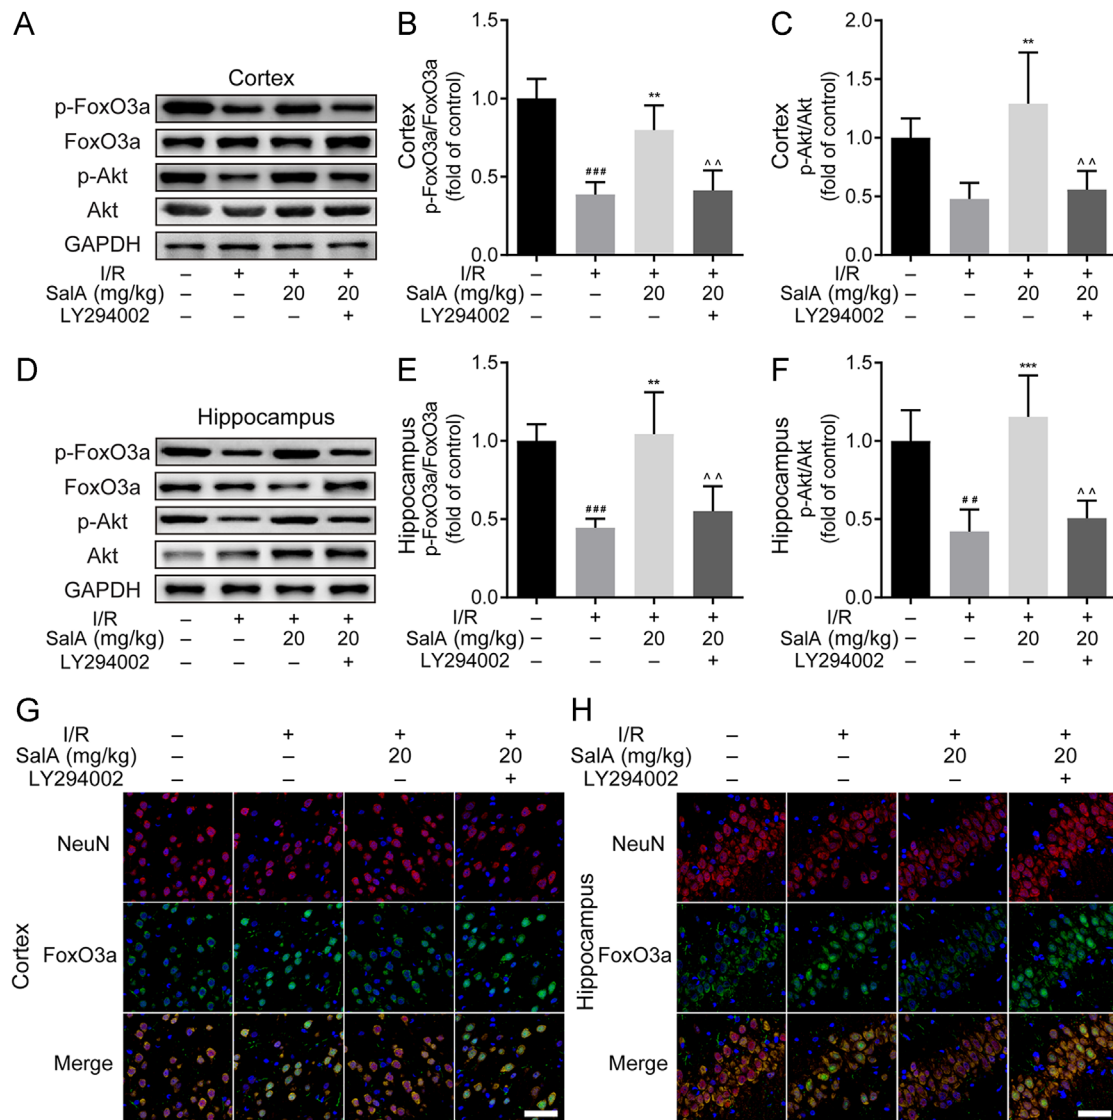 A
Cortex
p-FoxO3a
FoxO3a
p-Akt
Akt
GAPDH
I/R – + + +
SalA (mg/kg) – – 20 20
LY294002 – – – +
B
Cortex
p-FoxO3a/FoxO3a
(fold of control)
1.5
1.0
0.5
0.0
###
**
^ ^
I/R – + + +
SalA (mg/kg) – – 20 20
LY294002 – – – +
C
Cortex
p-Akt/Akt
(fold of control)
2.0
1.5
1.0
0.5
0.0
**
^ ^
I/R – + + +
SalA (mg/kg) – – 20 20
LY294002 – – – +
D
Hippocampus
p-FoxO3a
FoxO3a
p-Akt
Akt
GAPDH
I/R – + + +
SalA (mg/kg) – – 20 20
LY294002 – – – +
E
Hippocampus
p-FoxO3a/FoxO3a
(fold of control)
1.5
1.0
0.5
0.0
###
**
^ ^
I/R – + + +
SalA (mg/kg) – – 20 20
LY294002 – – – +
F
Hippocampus
p-Akt/Akt
(fold of control)
1.5
1.0
0.5
0.0
# #
***
^ ^
I/R – + + +
SalA (mg/kg) – – 20 20
LY294002 – – – +
G
I/R – + + +
SalA (mg/kg) – – 20 20
LY294002 – – – +
Cortex
NeuN
FoxO3a
Merge
H
I/R – + + +
SalA (mg/kg) – – 20 20
LY294002 – – – +
Hippocampus
NeuN
FoxO3a
Merge